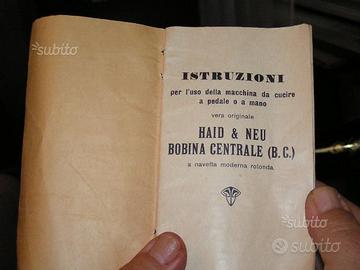 subito
ISTRUZIONI
per l'uso della macchina da cucire
a pedale o a mano
vera originale
HAID & NEU
BOBINA CENTRALE (B.C.)
a navetta moderna rotonda
subito
subito